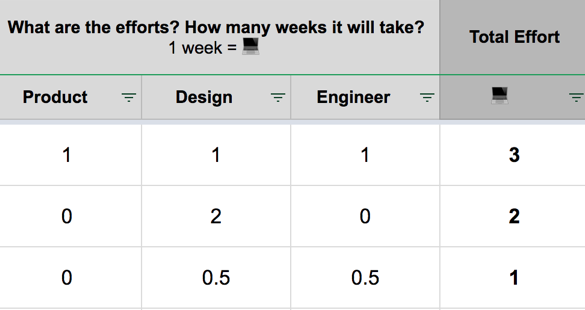 What are the efforts? How many weeks it will take?
1 week = 💻
Total Effort
Product Design Engineer 💻
1 1 1 3
0 2 0 2
0 0.5 0.5 1